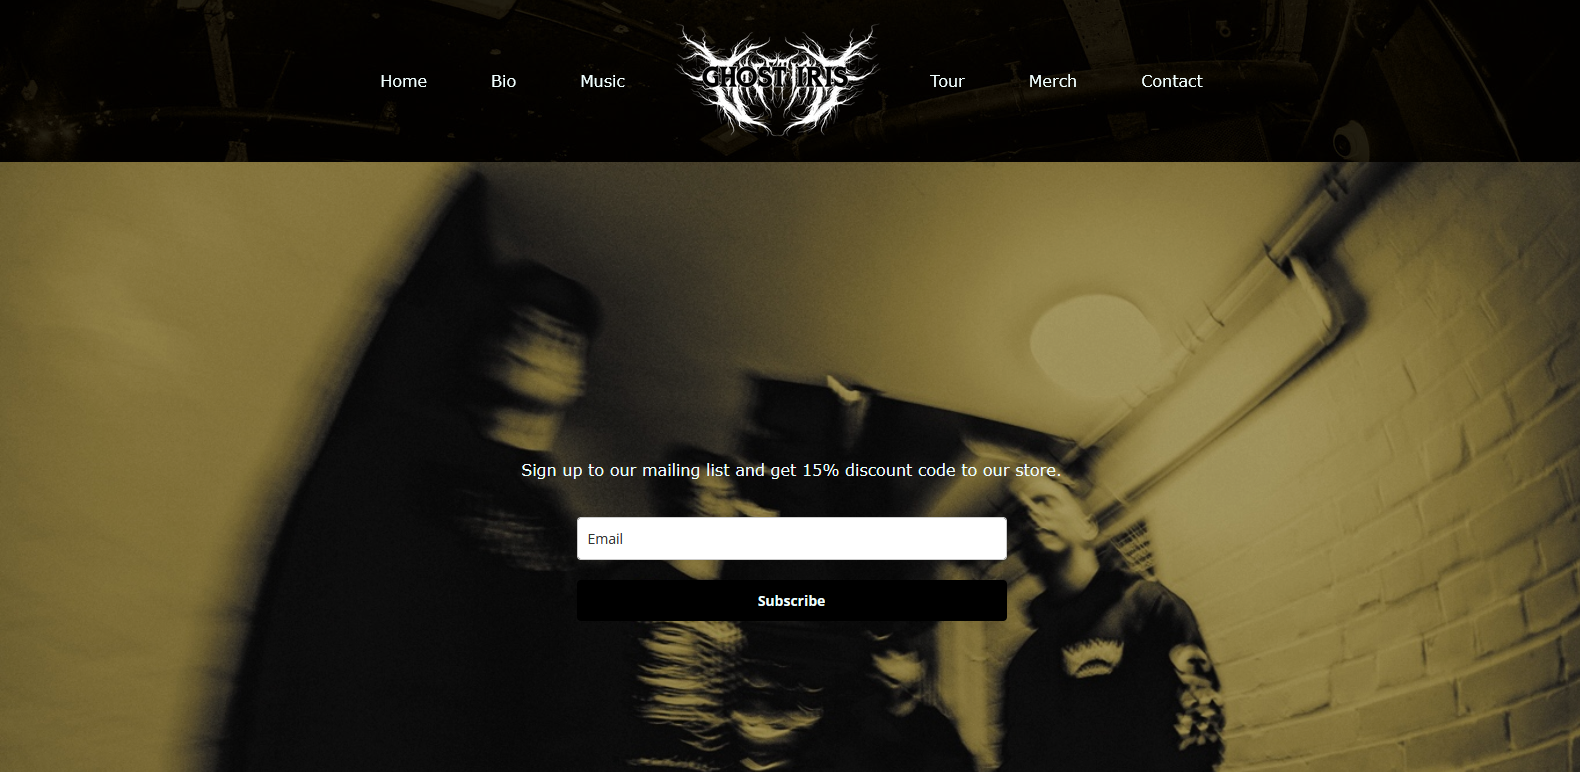 Home
Bio
Music
GHOST IRIS
Tour
Merch
Contact
Sign up to our mailing list and get 15% discount code to our store.
Email
Subscribe